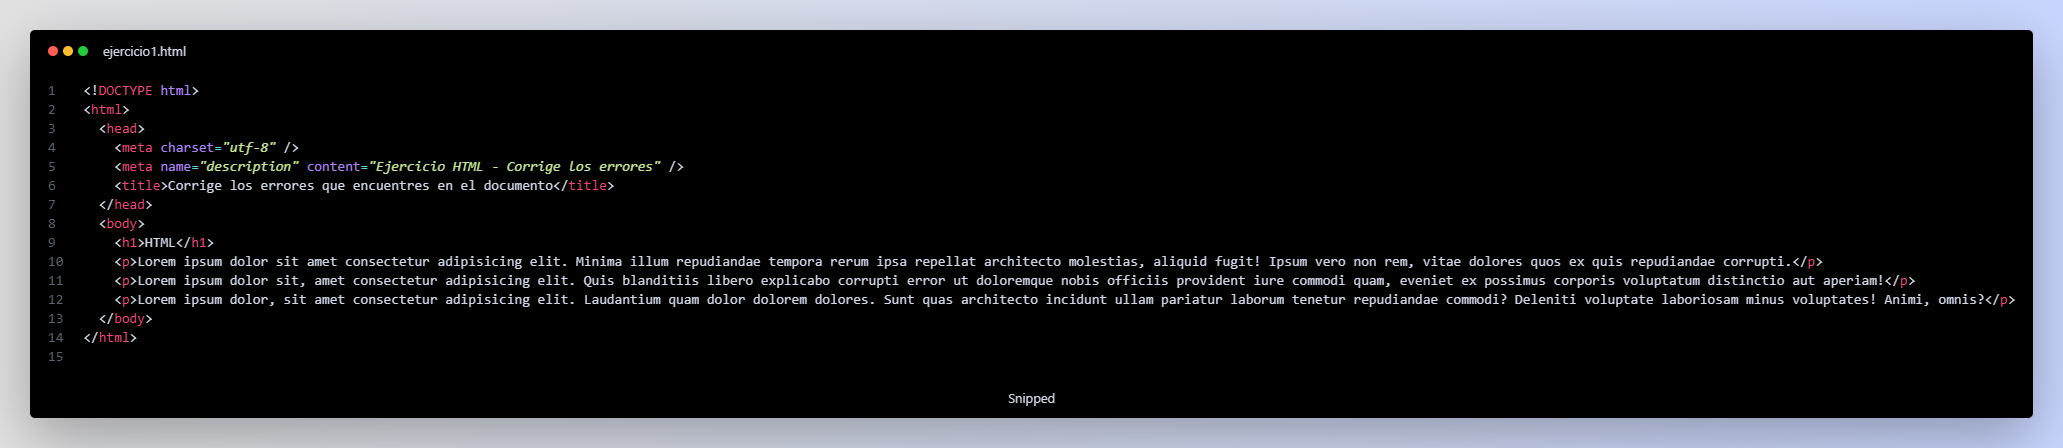 ejercicio1.html
1 <!DOCTYPE html>
2 <html>
3   <head>
4     <meta charset="utf-8" />
5     <meta name="description" content="Ejercicio HTML - Corrige los errores" />
6     <title>Corrige los errores que encuentres en el documento</title>
7   </head>
8   <body>
9     <h1>HTML</h1>
10     <p>Lorem ipsum dolor sit amet consectetur adipisicing elit. Minima illum repudiandae tempora rerum ipsa repellat architecto molestias, aliquid fugit! Ipsum vero non rem, vitae dolores quos ex quis repudiandae corrupti.</p>
11     <p>Lorem ipsum dolor sit, amet consectetur adipisicing elit. Quis blanditiis libero explicabo corrupti error ut doloremque nobis officiis provident iure commodi quam, eveniet ex possimus corporis voluptatum distinctio aut aperiam!</p>
12     <p>Lorem ipsum dolor, sit amet consectetur adipisicing elit. Laudantium quam dolor dolorem dolores. Sunt quas architecto incidunt ullam pariatur laborum tenetur repudiandae commodi? Deleniti voluptate laboriosam minus voluptates! Animi, omnis?</p>
13   </body>
14 </html>
15
Snipped